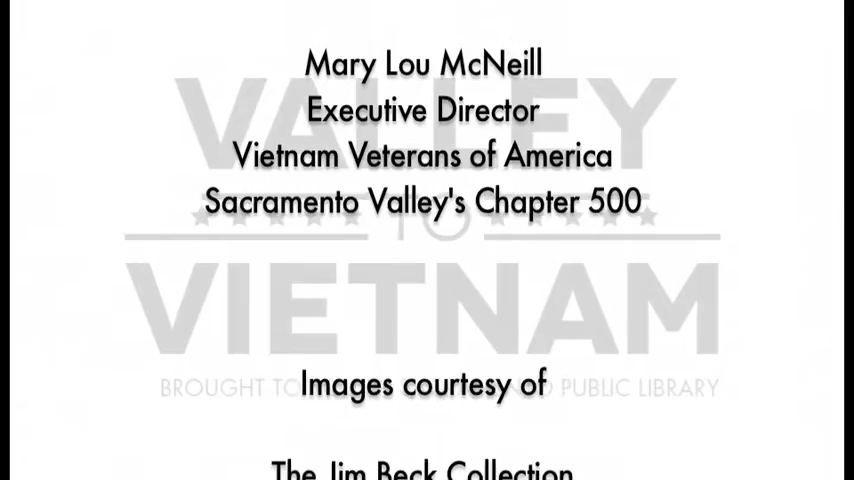 Mary Lou McNeill
Executive Director
VALLEY
Vietnam Veterans of America
Sacramento Valley's Chapter 500
TO
VIETNAM
Images courtesy of
BROUGHT TO PUBLIC LIBRARY
The Jim Beck Collection